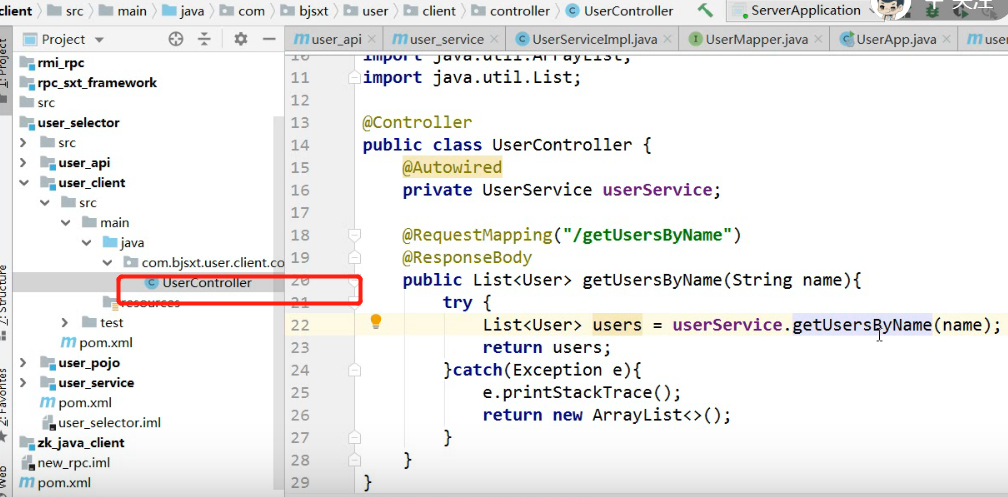 client src main java com bjsxt user client controller UserController ServerApplication 关注
Project
user_api user_service UserServiceImpl.java UserMapper.java UserApp.java
rmi_rpc
rpc_sxt_framework
src
user_selector
src
user_api
user_client
src
main
java
com.bjsxt.user.client.co
UserController
resources
test
pom.xml
user_pojo
user_service
pom.xml
user_selector.iml
zk_java_client
new_rpc.iml
pom.xml
1: Project
Z: Structure
2: Favorites
Web
10 import java.util.ArrayList;
11 import java.util.List;
12
13 @Controller
14 public class UserController {
15 @Autowired
16 private UserService userService;
17
18 @RequestMapping("/getUsersByName")
19 @ResponseBody
20 public List<User> getUsersByName(String name){
21 try {
22 List<User> users = userService.getUsersByName(name);
23 return users;
24 }catch(Exception e){
25 e.printStackTrace();
26 return new ArrayList<>();
27 }
28 }
29 }